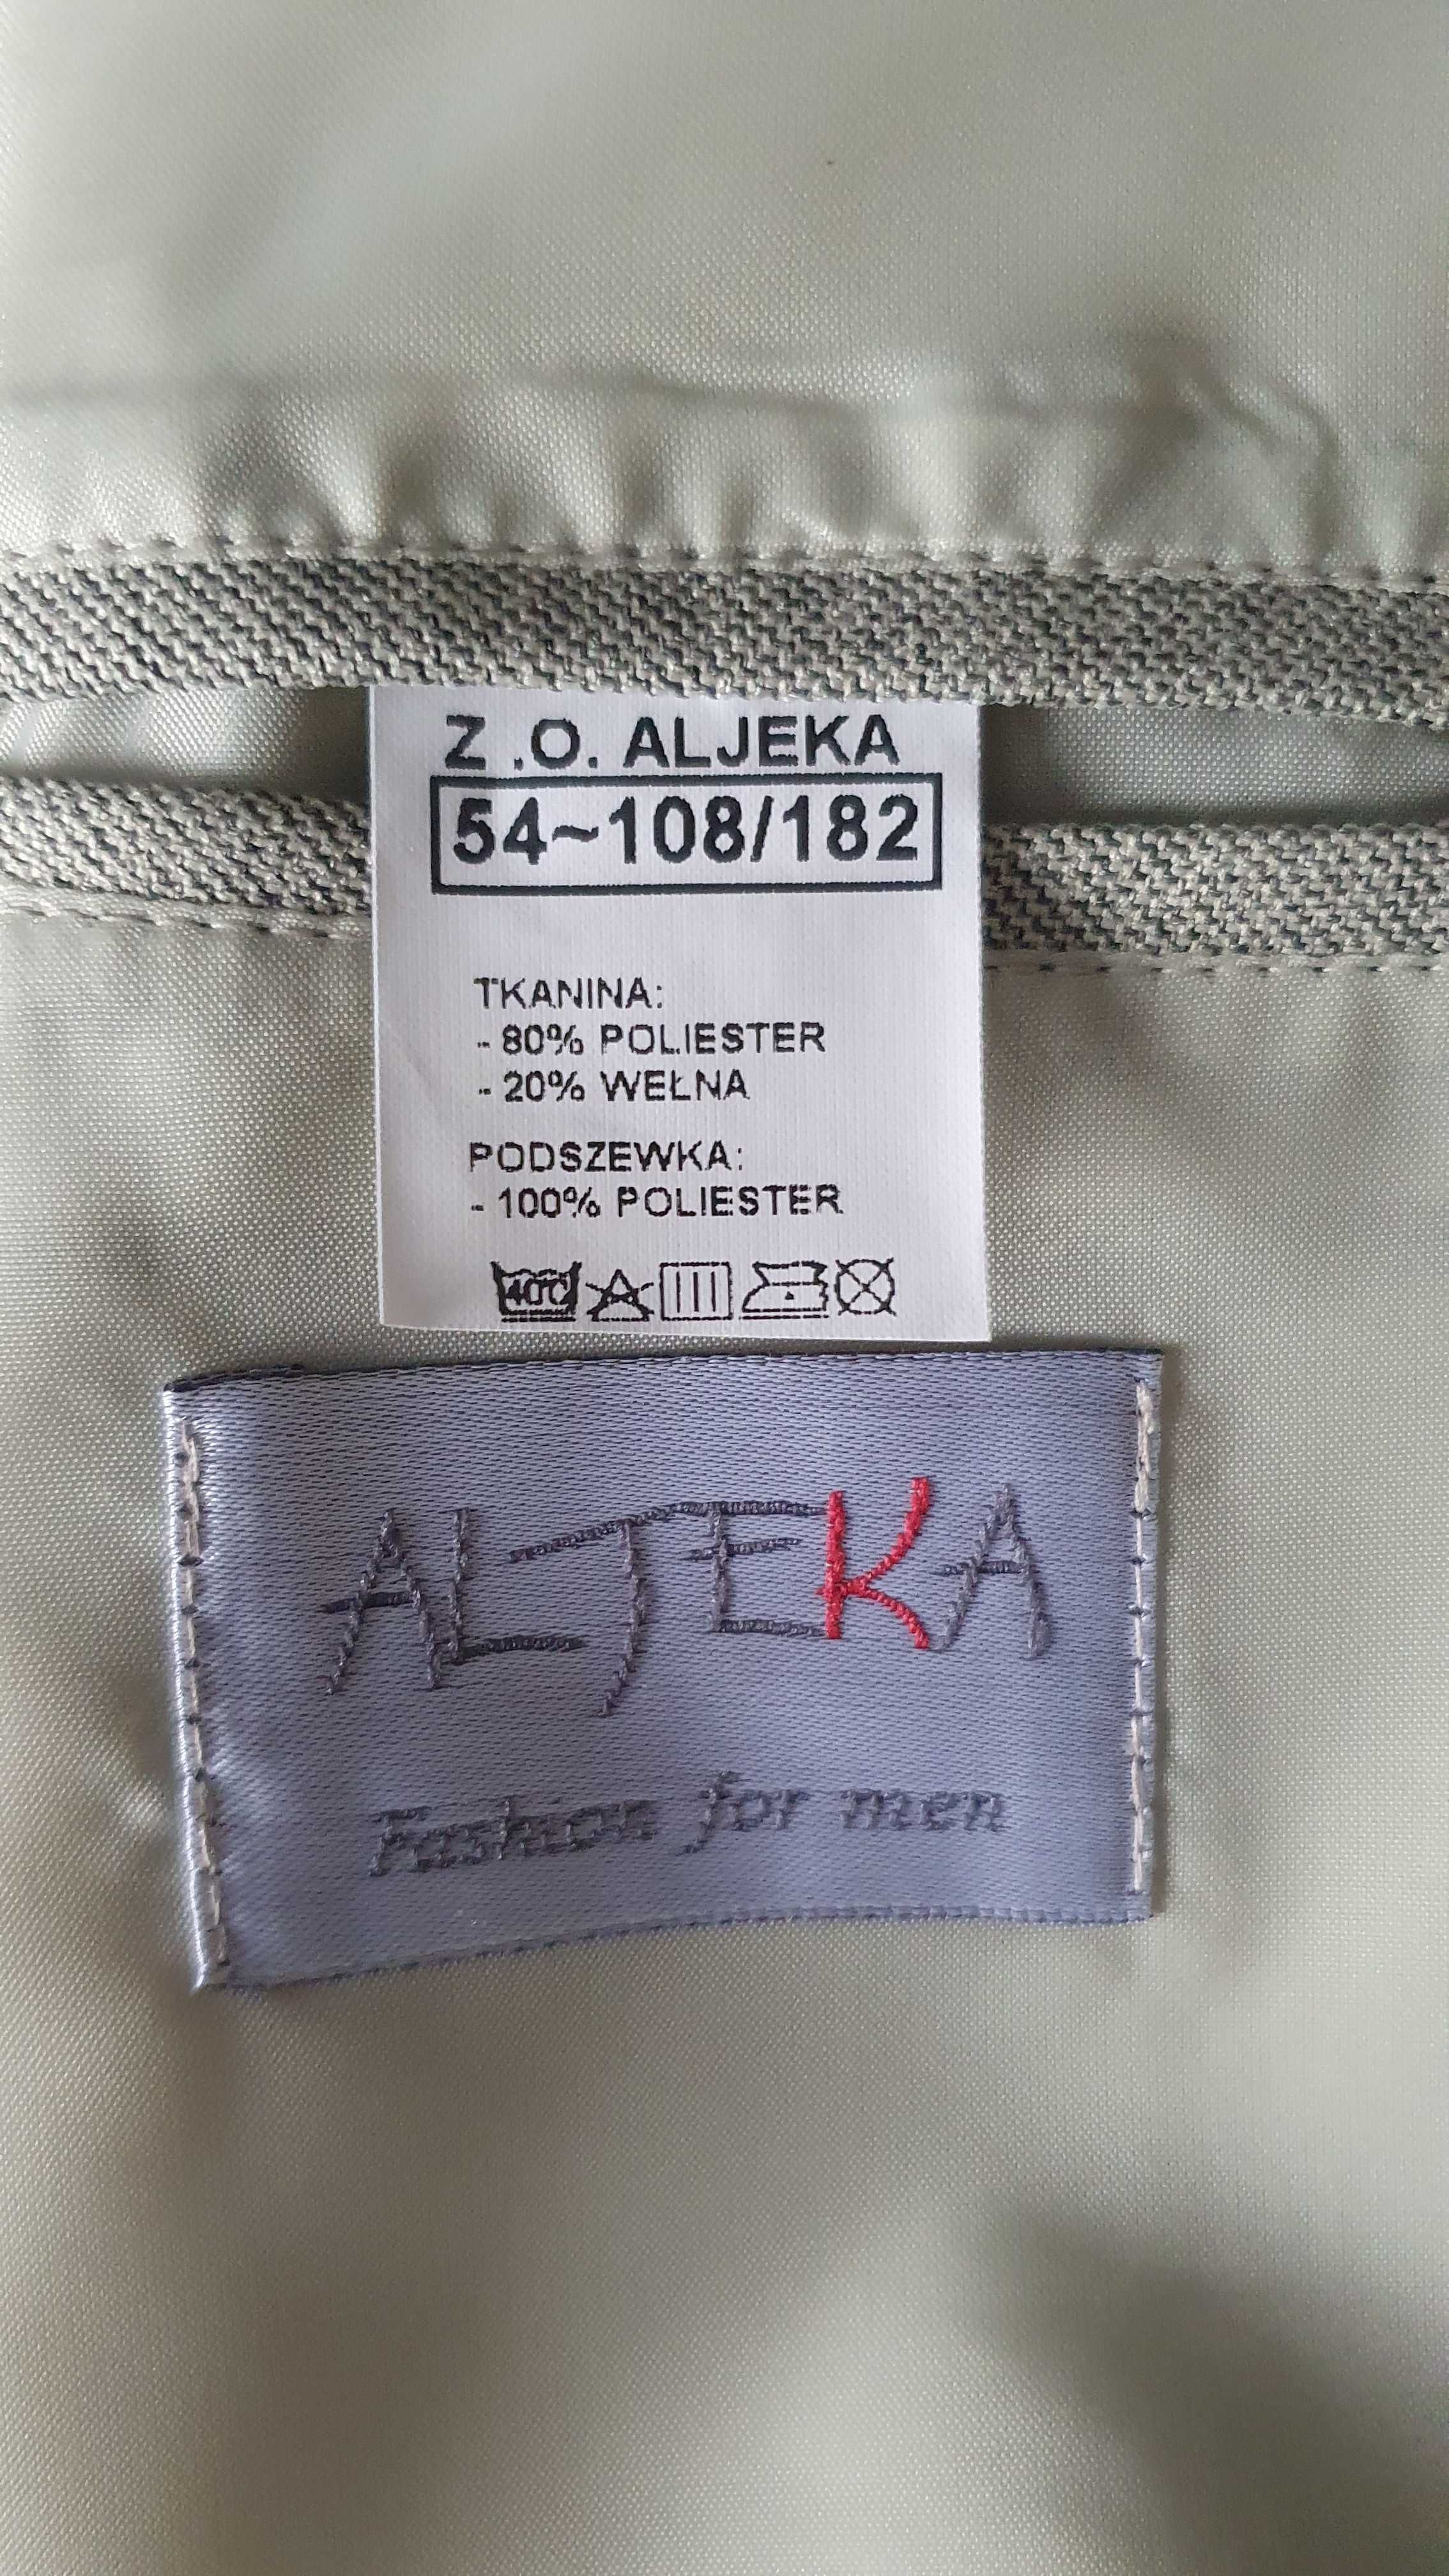 Z .O. ALJEKA
54~108/182
TKANINA:
- 80% POLIESTER
- 20% WEŁNA
PODSZEWKA:
- 100% POLIESTER
40°C
ALJEKA
Fashion for men